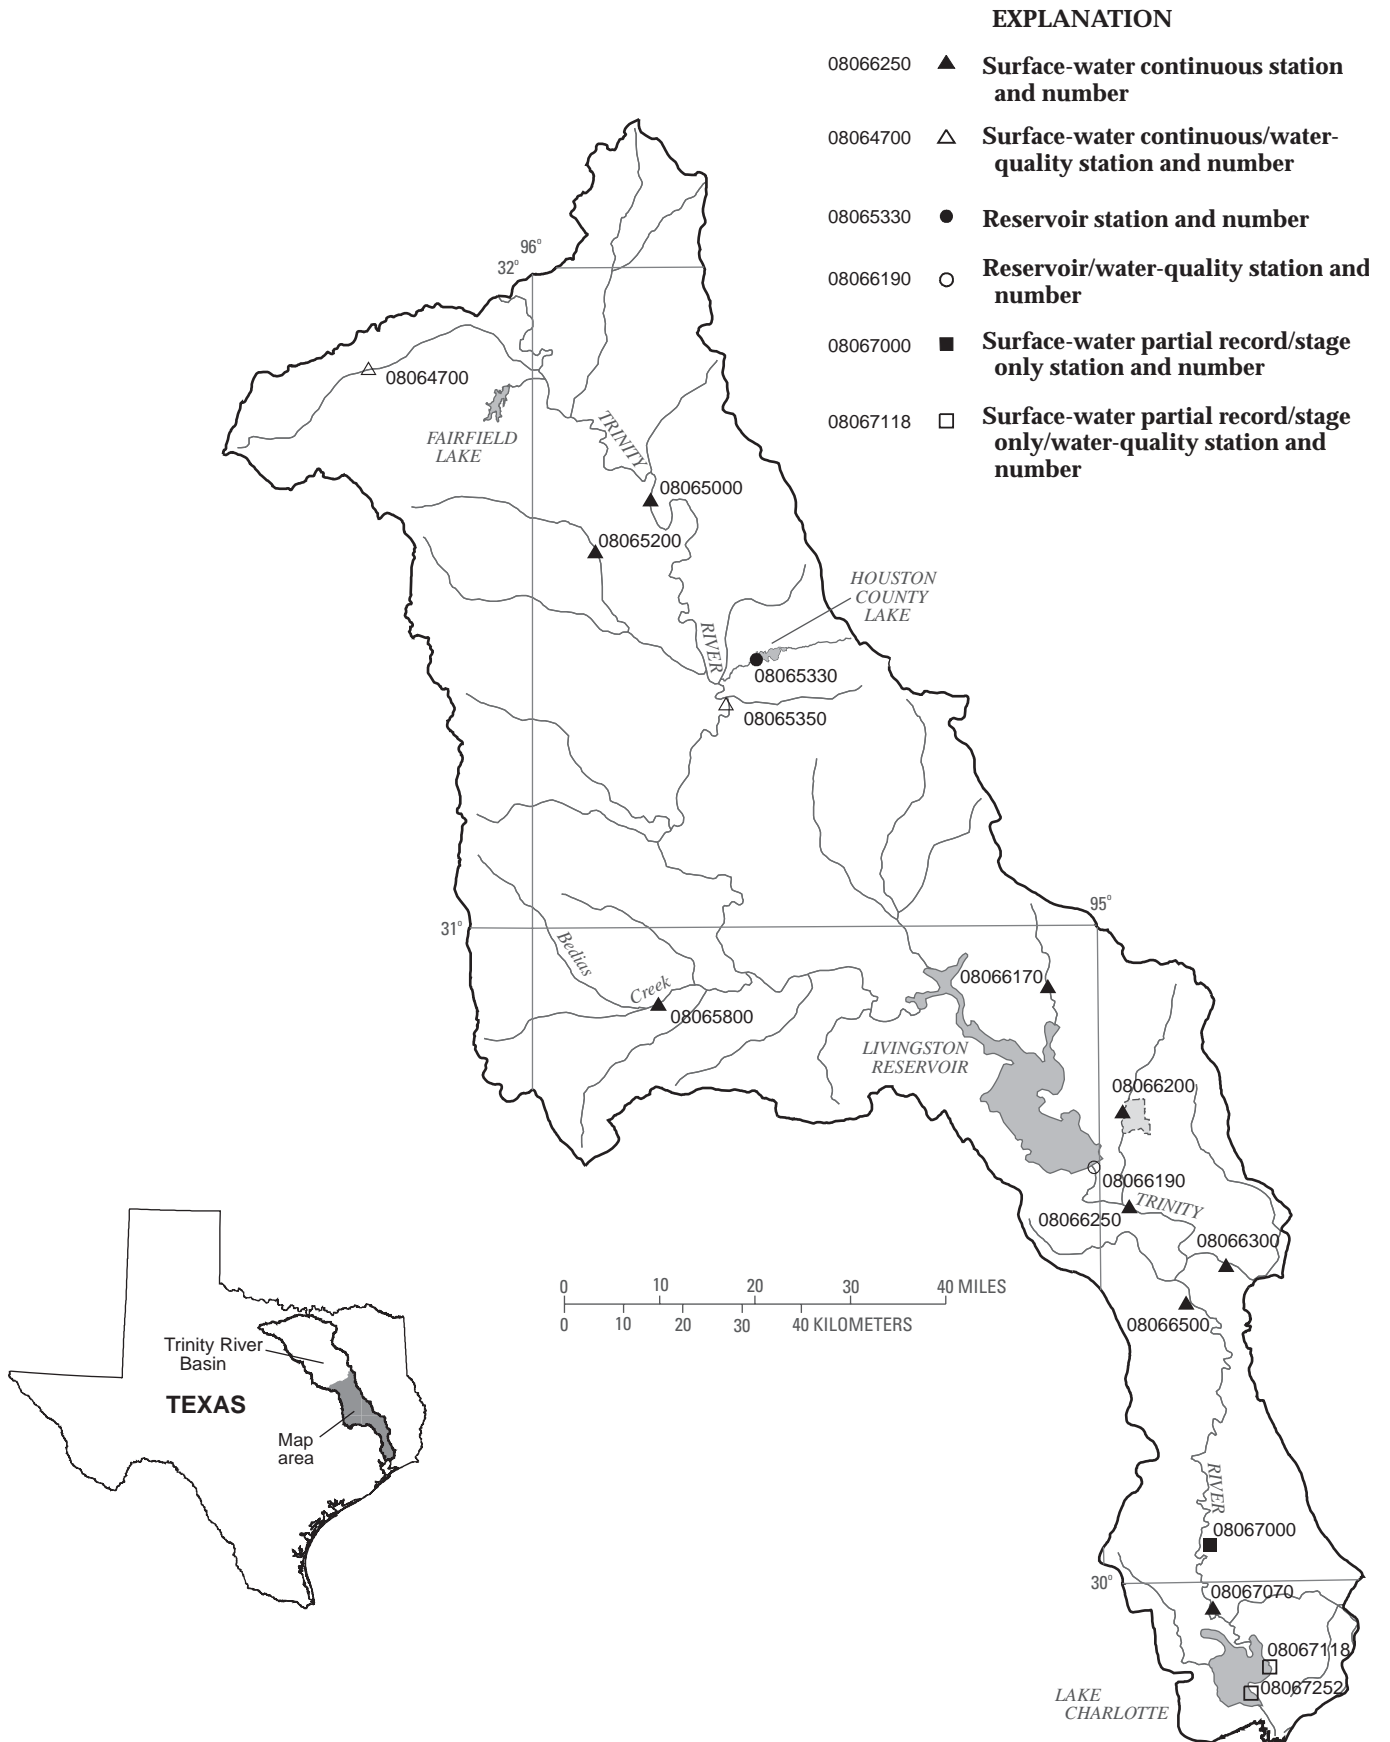 EXPLANATION
08066250 Surface-water continuous station
and number
08064700 Surface-water continuous/water-
quality station and number
08065330 Reservoir station and number
08066190 Reservoir/water-quality station and
number
08067000 Surface-water partial record/stage
only station and number
08067118 Surface-water partial record/stage
only/water-quality station and
number
96°
32°
08064700
FAIRFIELD
LAKE
TRINITY
08065000
08065200
HOUSTON
COUNTY
LAKE
RIVER
08065330
08065350
95°
31°
Bedias
Creek
08065800
08066170
LIVINGSTON
RESERVOIR
08066200
08066190
TRINITY
08066250
08066300
08066500
0 10 20 30 40 MILES
0 10 20 30 40 KILOMETERS
Trinity River
Basin
TEXAS
Map
area
RIVER
08067000
30°
08067070
08067118
08067252
LAKE
CHARLOTTE